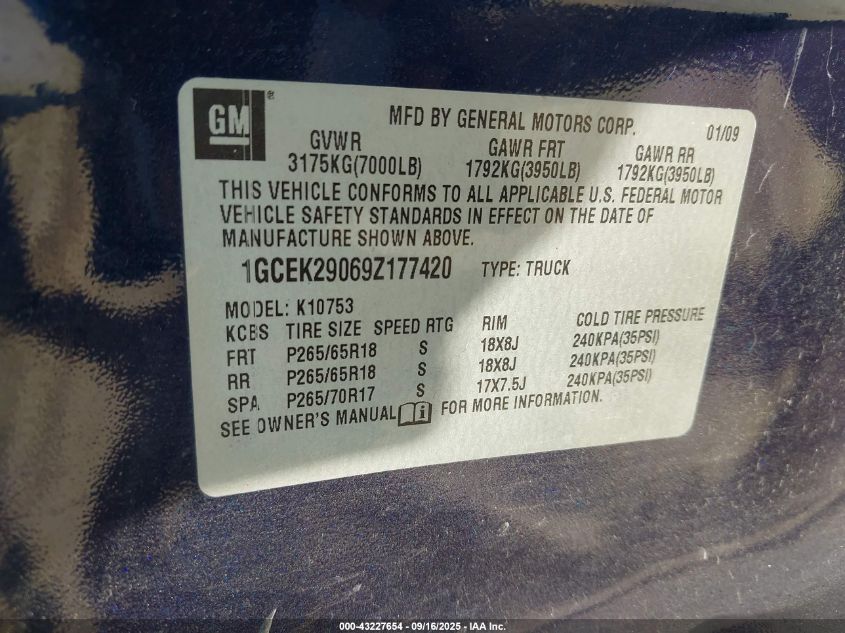 GM ®
MFD BY GENERAL MOTORS CORP. 01/09
GVWR GAWR FRT GAWR RR
3175KG(7000LB) 1792KG(3950LB) 1792KG(3950LB)
THIS VEHICLE CONFORMS TO ALL APPLICABLE U.S. FEDERAL MOTOR
VEHICLE SAFETY STANDARDS IN EFFECT ON THE DATE OF
MANUFACTURE SHOWN ABOVE.
1GCEK29069Z177420 TYPE: TRUCK
MODEL: K10753
KCBS TIRE SIZE SPEED RTG RIM COLD TIRE PRESSURE
FRT P265/65R18 S 18X8J 240KPA(35PSI)
RR P265/65R18 S 18X8J 240KPA(35PSI)
SPA P265/70R17 S 17X7.5J 240KPA(35PSI)
SEE OWNER'S MANUAL i FOR MORE INFORMATION.
000-43227654 - 09/16/2025 - IAA Inc.